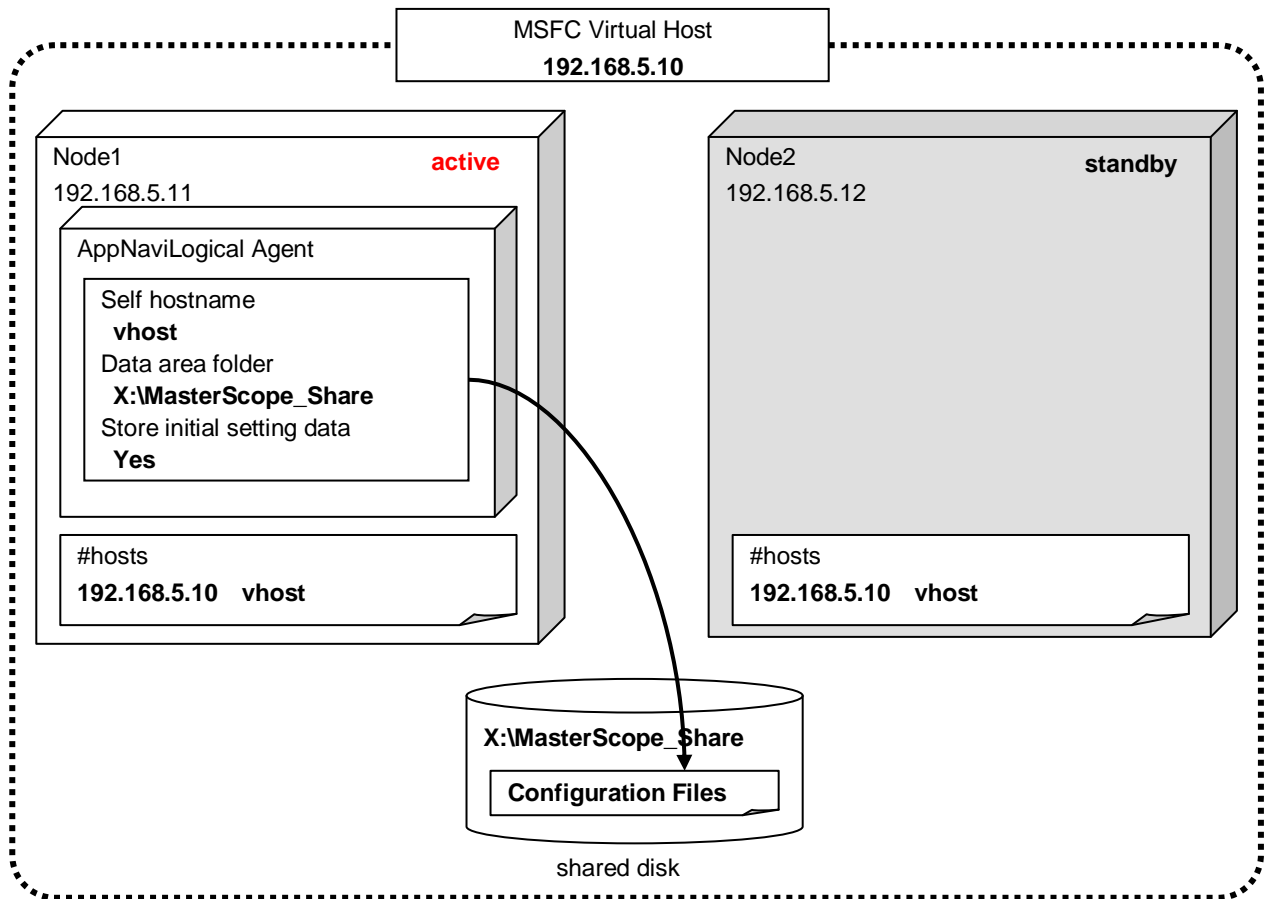 MSFC Virtual Host
192.168.5.10
Node1
active
192.168.5.11
AppNaviLogical Agent
Self hostname
vhost
Data area folder
X:\MasterScope_Share
Store initial setting data
Yes
#hosts
192.168.5.10 vhost
Node2
standby
192.168.5.12
#hosts
192.168.5.10 vhost
X:\MasterScope_Share
Configuration Files
shared disk